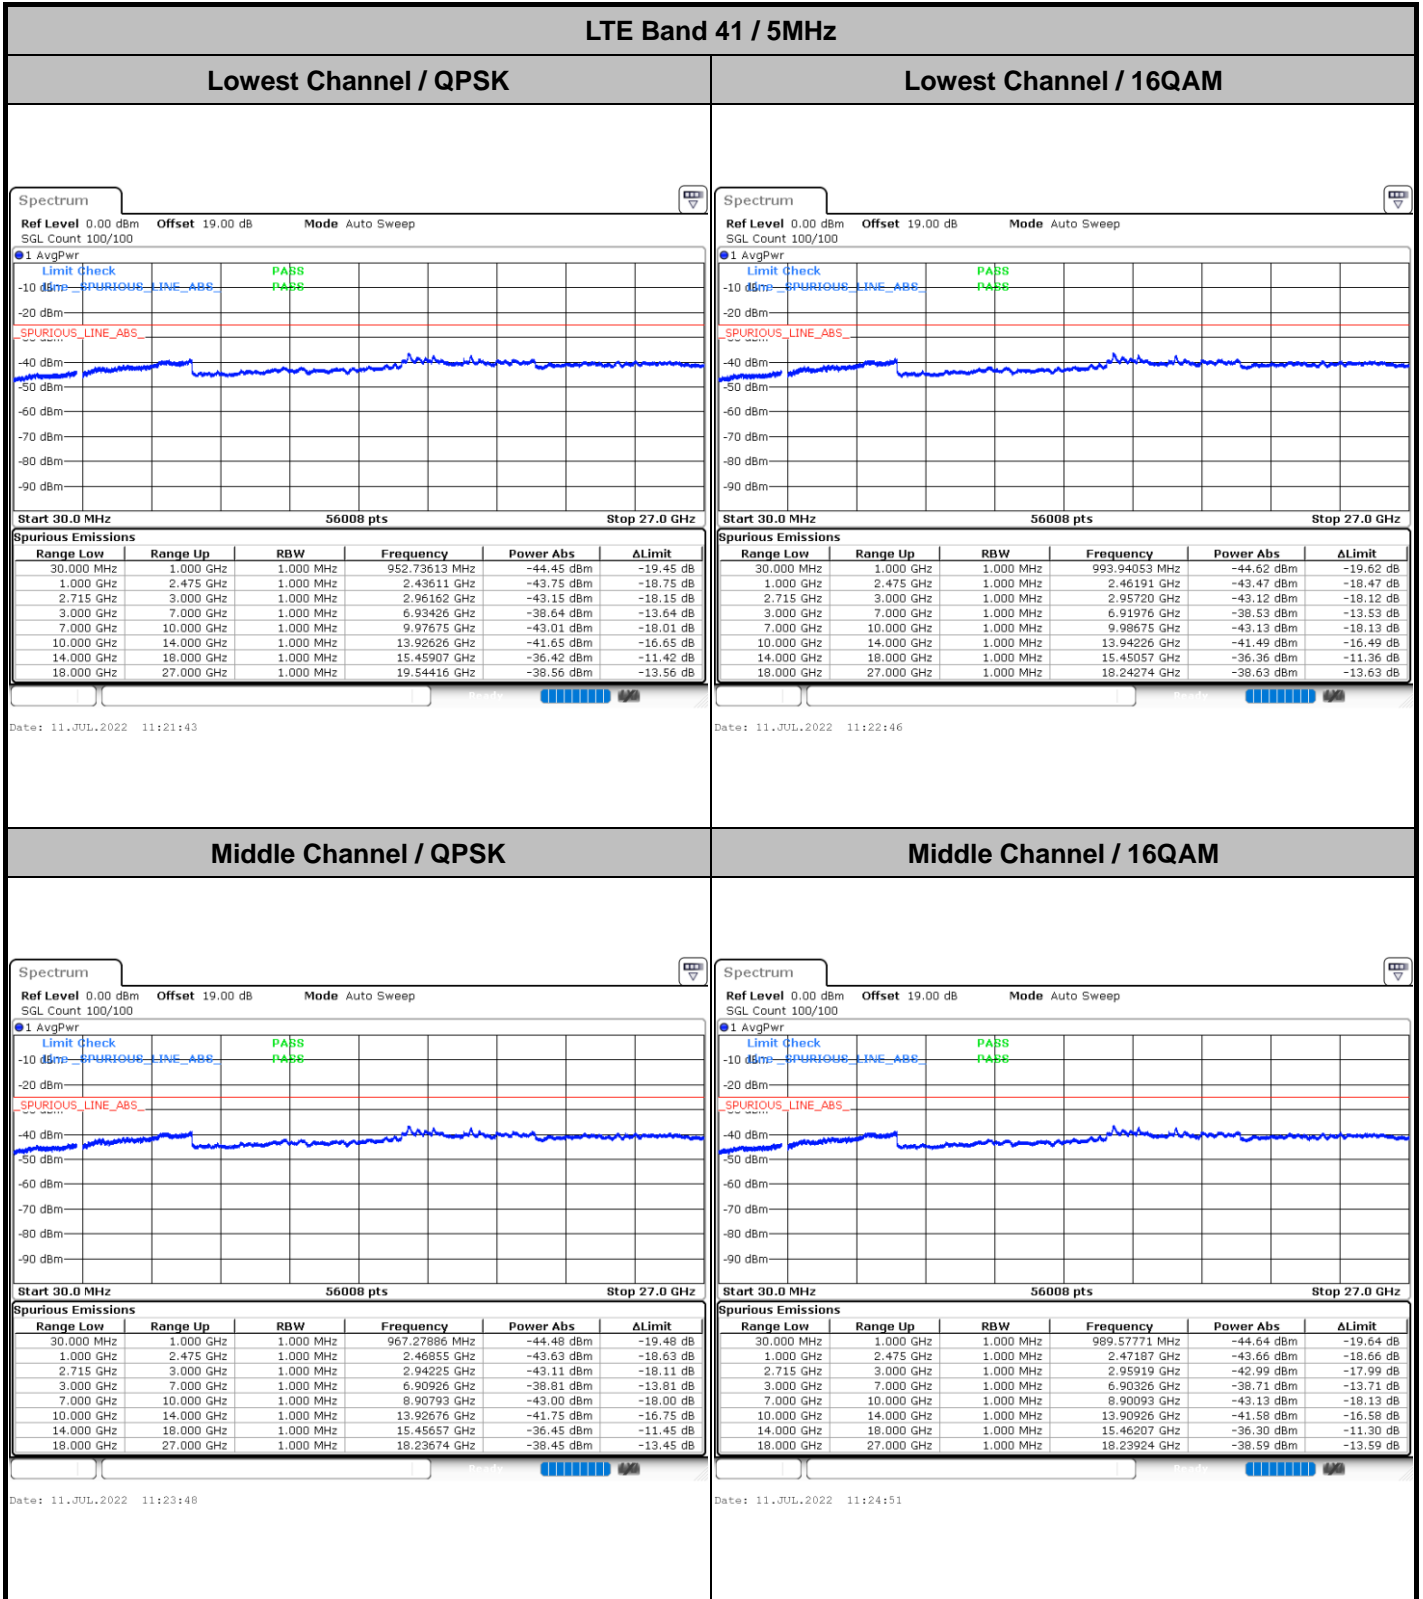 LTE Band 41 / 5MHz
Lowest Channel / QPSK
Lowest Channel / 16QAM
Spectrum
Ref Level 0.00 dBm Offset 19.00 dB Mode Auto Sweep
SGL Count 100/100
1 AvgPwr
Limit Check PASS
-10 dBm Line _SPURIOUS_LINE_ABS_ PASS
-20 dBm
_SPURIOUS_LINE_ABS_
-40 dBm
-50 dBm
-60 dBm
-70 dBm
-80 dBm
-90 dBm
Start 30.0 MHz 56008 pts Stop 27.0 GHz
Spurious Emissions
Range Low Range Up RBW Frequency Power Abs ΔLimit
30.000 MHz 1.000 GHz 1.000 MHz 952.73613 MHz -44.45 dBm -19.45 dB
1.000 GHz 2.475 GHz 1.000 MHz 2.43611 GHz -43.75 dBm -18.75 dB
2.715 GHz 3.000 GHz 1.000 MHz 2.96162 GHz -43.15 dBm -18.15 dB
3.000 GHz 7.000 GHz 1.000 MHz 6.93426 GHz -38.64 dBm -13.64 dB
7.000 GHz 10.000 GHz 1.000 MHz 9.97675 GHz -43.01 dBm -18.01 dB
10.000 GHz 14.000 GHz 1.000 MHz 13.92626 GHz -41.65 dBm -16.65 dB
14.000 GHz 18.000 GHz 1.000 MHz 15.45907 GHz -36.42 dBm -11.42 dB
18.000 GHz 27.000 GHz 1.000 MHz 19.54416 GHz -38.56 dBm -13.56 dB
Ready
Date: 11.JUL.2022 11:21:43
Spectrum
Ref Level 0.00 dBm Offset 19.00 dB Mode Auto Sweep
SGL Count 100/100
1 AvgPwr
Limit Check PASS
-10 dBm Line _SPURIOUS_LINE_ABS_ PASS
-20 dBm
_SPURIOUS_LINE_ABS_
-40 dBm
-50 dBm
-60 dBm
-70 dBm
-80 dBm
-90 dBm
Start 30.0 MHz 56008 pts Stop 27.0 GHz
Spurious Emissions
Range Low Range Up RBW Frequency Power Abs ΔLimit
30.000 MHz 1.000 GHz 1.000 MHz 993.94053 MHz -44.62 dBm -19.62 dB
1.000 GHz 2.475 GHz 1.000 MHz 2.46191 GHz -43.47 dBm -18.47 dB
2.715 GHz 3.000 GHz 1.000 MHz 2.95720 GHz -43.12 dBm -18.12 dB
3.000 GHz 7.000 GHz 1.000 MHz 6.91976 GHz -38.53 dBm -13.53 dB
7.000 GHz 10.000 GHz 1.000 MHz 9.98675 GHz -43.13 dBm -18.13 dB
10.000 GHz 14.000 GHz 1.000 MHz 13.94226 GHz -41.49 dBm -16.49 dB
14.000 GHz 18.000 GHz 1.000 MHz 15.45057 GHz -36.36 dBm -11.36 dB
18.000 GHz 27.000 GHz 1.000 MHz 18.24274 GHz -38.63 dBm -13.63 dB
Ready
Date: 11.JUL.2022 11:22:46
Middle Channel / QPSK
Middle Channel / 16QAM
Spectrum
Ref Level 0.00 dBm Offset 19.00 dB Mode Auto Sweep
SGL Count 100/100
1 AvgPwr
Limit Check PASS
-10 dBm Line _SPURIOUS_LINE_ABS_ PASS
-20 dBm
_SPURIOUS_LINE_ABS_
-40 dBm
-50 dBm
-60 dBm
-70 dBm
-80 dBm
-90 dBm
Start 30.0 MHz 56008 pts Stop 27.0 GHz
Spurious Emissions
Range Low Range Up RBW Frequency Power Abs ΔLimit
30.000 MHz 1.000 GHz 1.000 MHz 967.27886 MHz -44.48 dBm -19.48 dB
1.000 GHz 2.475 GHz 1.000 MHz 2.46855 GHz -43.63 dBm -18.63 dB
2.715 GHz 3.000 GHz 1.000 MHz 2.94225 GHz -43.11 dBm -18.11 dB
3.000 GHz 7.000 GHz 1.000 MHz 6.90926 GHz -38.81 dBm -13.81 dB
7.000 GHz 10.000 GHz 1.000 MHz 8.90793 GHz -43.00 dBm -18.00 dB
10.000 GHz 14.000 GHz 1.000 MHz 13.92676 GHz -41.75 dBm -16.75 dB
14.000 GHz 18.000 GHz 1.000 MHz 15.45657 GHz -36.45 dBm -11.45 dB
18.000 GHz 27.000 GHz 1.000 MHz 18.23674 GHz -38.45 dBm -13.45 dB
Ready
Date: 11.JUL.2022 11:23:48
Spectrum
Ref Level 0.00 dBm Offset 19.00 dB Mode Auto Sweep
SGL Count 100/100
1 AvgPwr
Limit Check PASS
-10 dBm Line _SPURIOUS_LINE_ABS_ PASS
-20 dBm
_SPURIOUS_LINE_ABS_
-40 dBm
-50 dBm
-60 dBm
-70 dBm
-80 dBm
-90 dBm
Start 30.0 MHz 56008 pts Stop 27.0 GHz
Spurious Emissions
Range Low Range Up RBW Frequency Power Abs ΔLimit
30.000 MHz 1.000 GHz 1.000 MHz 989.57771 MHz -44.64 dBm -19.64 dB
1.000 GHz 2.475 GHz 1.000 MHz 2.47187 GHz -43.66 dBm -18.66 dB
2.715 GHz 3.000 GHz 1.000 MHz 2.95919 GHz -42.99 dBm -17.99 dB
3.000 GHz 7.000 GHz 1.000 MHz 6.90326 GHz -38.71 dBm -13.71 dB
7.000 GHz 10.000 GHz 1.000 MHz 8.90093 GHz -43.13 dBm -18.13 dB
10.000 GHz 14.000 GHz 1.000 MHz 13.90926 GHz -41.58 dBm -16.58 dB
14.000 GHz 18.000 GHz 1.000 MHz 15.46207 GHz -36.30 dBm -11.30 dB
18.000 GHz 27.000 GHz 1.000 MHz 18.23924 GHz -38.59 dBm -13.59 dB
Ready
Date: 11.JUL.2022 11:24:51